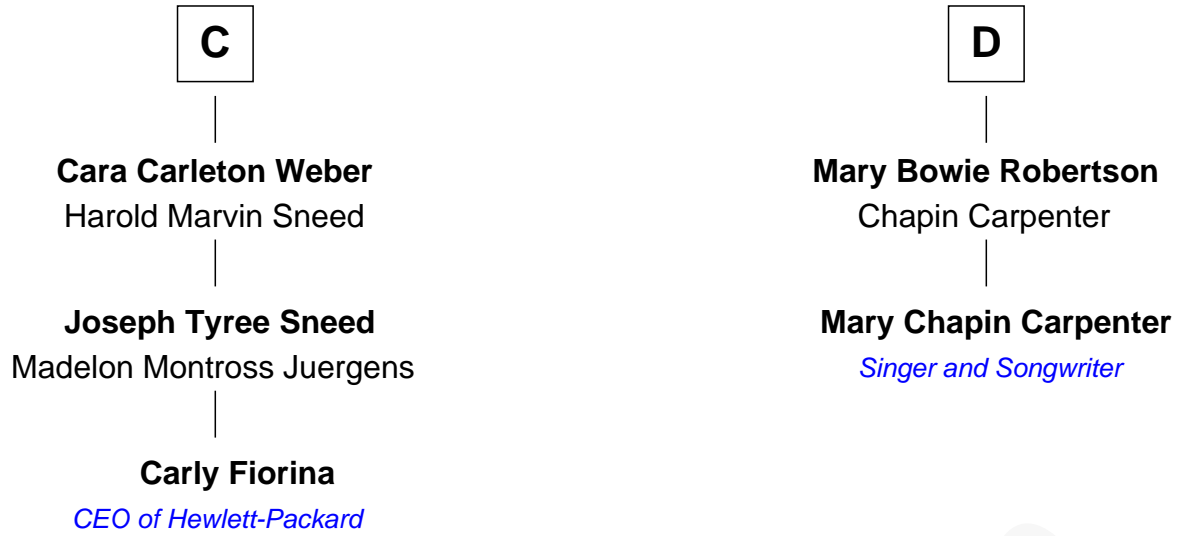 C
Cara Carleton Weber
Harold Marvin Sneed
Joseph Tyree Sneed
Madelon Montross Juergens
Carly Fiorina
CEO of Hewlett-Packard
D
Mary Bowie Robertson
Chapin Carpenter
Mary Chapin Carpenter
Singer and Songwriter